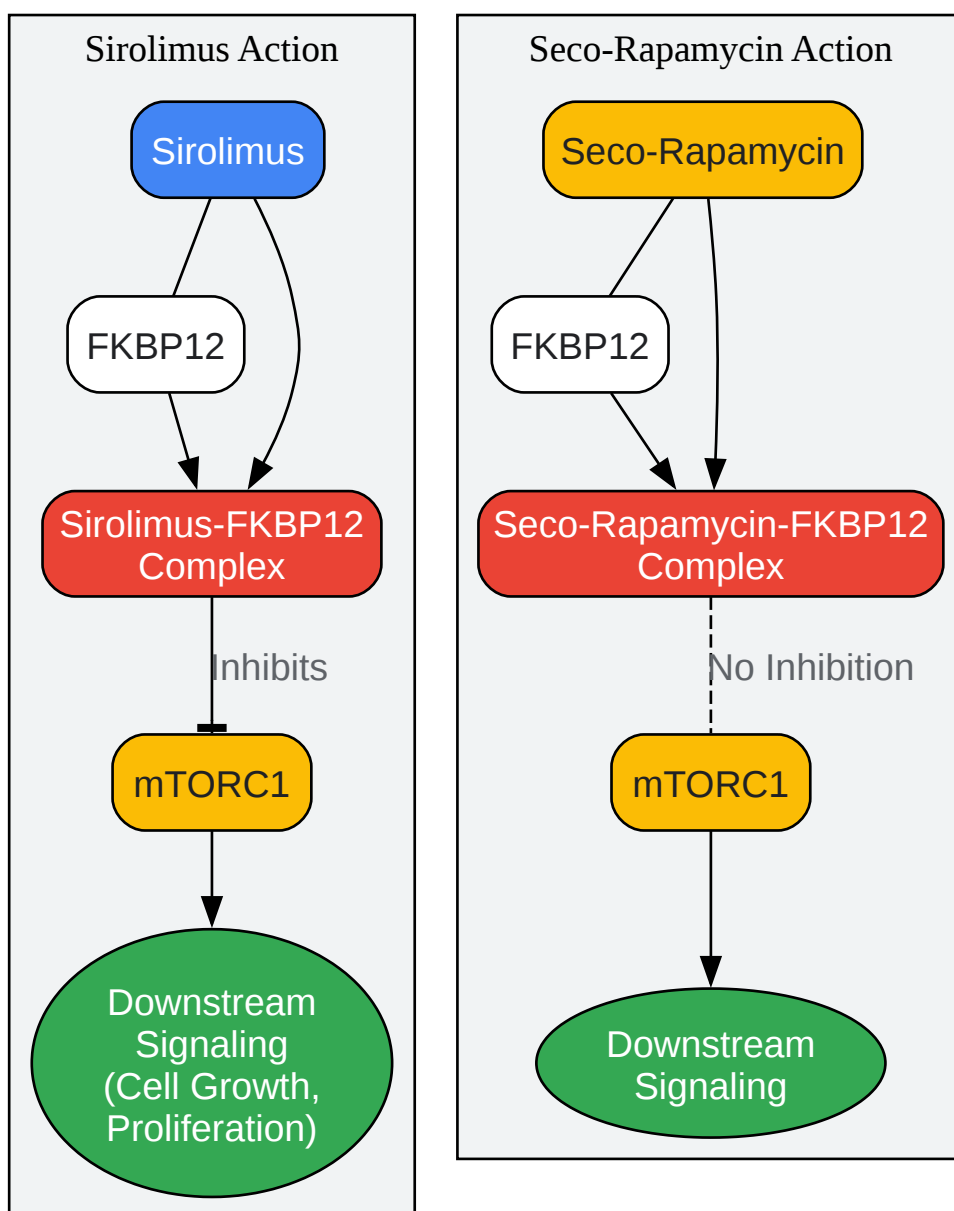 Sirolimus Action
Sirolimus
FKBP12
Sirolimus-FKBP12
Complex
Inhibits
mTORC1
Downstream
Signaling
(Cell Growth,
Proliferation)
Seco-Rapamycin Action
Seco-Rapamycin
FKBP12
Seco-Rapamycin-FKBP12
Complex
No Inhibition
mTORC1
Downstream
Signaling